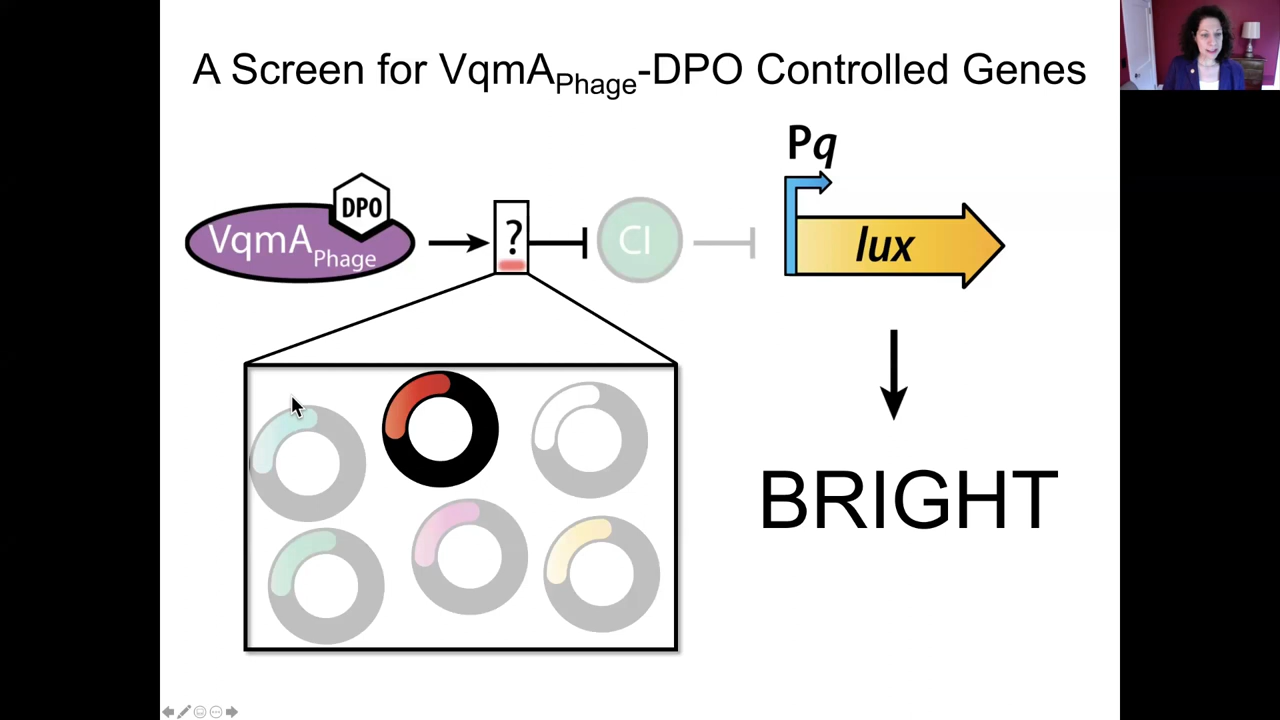 A Screen for VqmAPhage-DPO Controlled Genes
Pq
DPO
VqmAPhage
?
CI
lux
BRIGHT